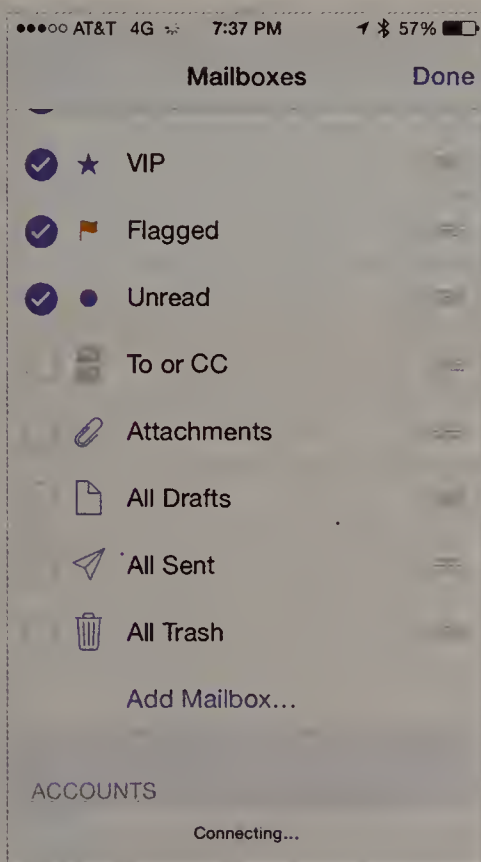 AT&T 4G 7:37 PM 57%
Mailboxes Done
VIP
Flagged
Unread
To or CC
Attachments
All Drafts
All Sent
All Trash
Add Mailbox...
ACCOUNTS
Connecting...